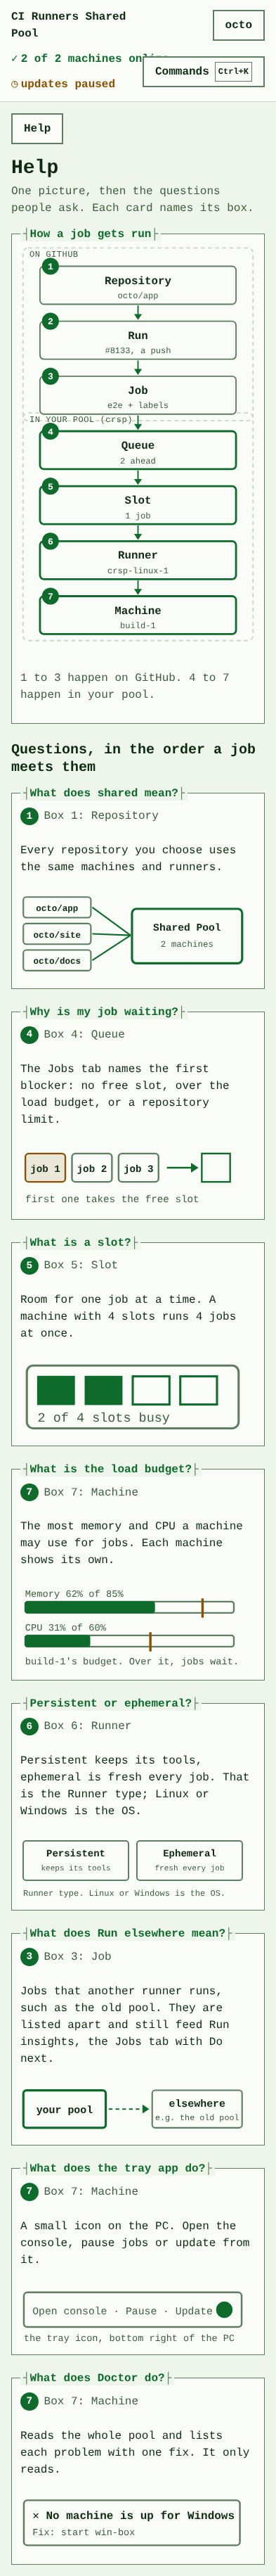 CI Runners Shared
Pool
octo
✓ 2 of 2 machines
Commands Ctrl+K
updates paused
Help
Help
One picture, then the questions
people ask. Each card names its box.
How a job gets run
ON GITHUB
1
Repository
octo/app
2
Run
#8133, a push
3
Job
e2e + labels
IN YOUR POOL (crsp)
4
Queue
2 ahead
5
Slot
1 job
6
Runner
crsp-linux-1
7
Machine
build-1
1 to 3 happen on GitHub. 4 to 7
happen in your pool.
Questions, in the order a job
meets them
What does shared mean?
1 Box 1: Repository
Every repository you choose uses
the same machines and runners.
octo/app
octo/site
octo/docs
Shared Pool
2 machines
Why is my job waiting?
4 Box 4: Queue
The Jobs tab names the first
blocker: no free slot, over the
load budget, or a repository
limit.
job 1 job 2 job 3
first one takes the free slot
What is a slot?
5 Box 5: Slot
Room for one job at a time. A
machine with 4 slots runs 4 jobs
at once.
2 of 4 slots busy
What is the load budget?
7 Box 7: Machine
The most memory and CPU a machine
may use for jobs. Each machine
shows its own.
Memory 62% of 85%
CPU 31% of 60%
build-1's budget. Over it, jobs wait.
Persistent or ephemeral?
6 Box 6: Runner
Persistent keeps its tools,
ephemeral is fresh every job. That
is the Runner type; Linux or
Windows is the OS.
Persistent
keeps its tools
Ephemeral
fresh every job
Runner type. Linux or Windows is the OS.
What does Run elsewhere mean?
3 Box 3: Job
Jobs that another runner runs,
such as the old pool. They are
listed apart and still feed Run
insights, the Jobs tab with Do
next.
your pool
elsewhere
e.g. the old pool
What does the tray app do?
7 Box 7: Machine
A small icon on the PC. Open the
console, pause jobs or update from
it.
Open console · Pause · Update
the tray icon, bottom right of the PC
What does Doctor do?
7 Box 7: Machine
Reads the whole pool and lists
each problem with one fix. It only
reads.
× No machine is up for Windows
Fix: start win-box